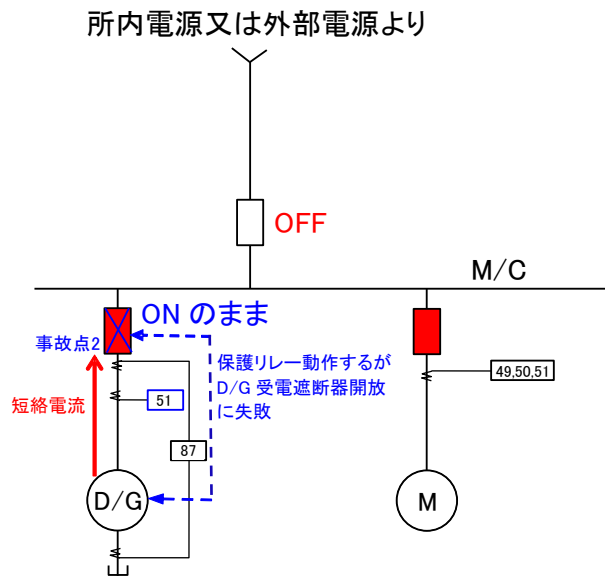 所内電源又は外部電源より
OFF
M/C
ON のまま
事故点2
保護リレー動作するが
D/G 受電遮断器開放
に失敗
49,50,51
短絡電流
51
87
D/G
M